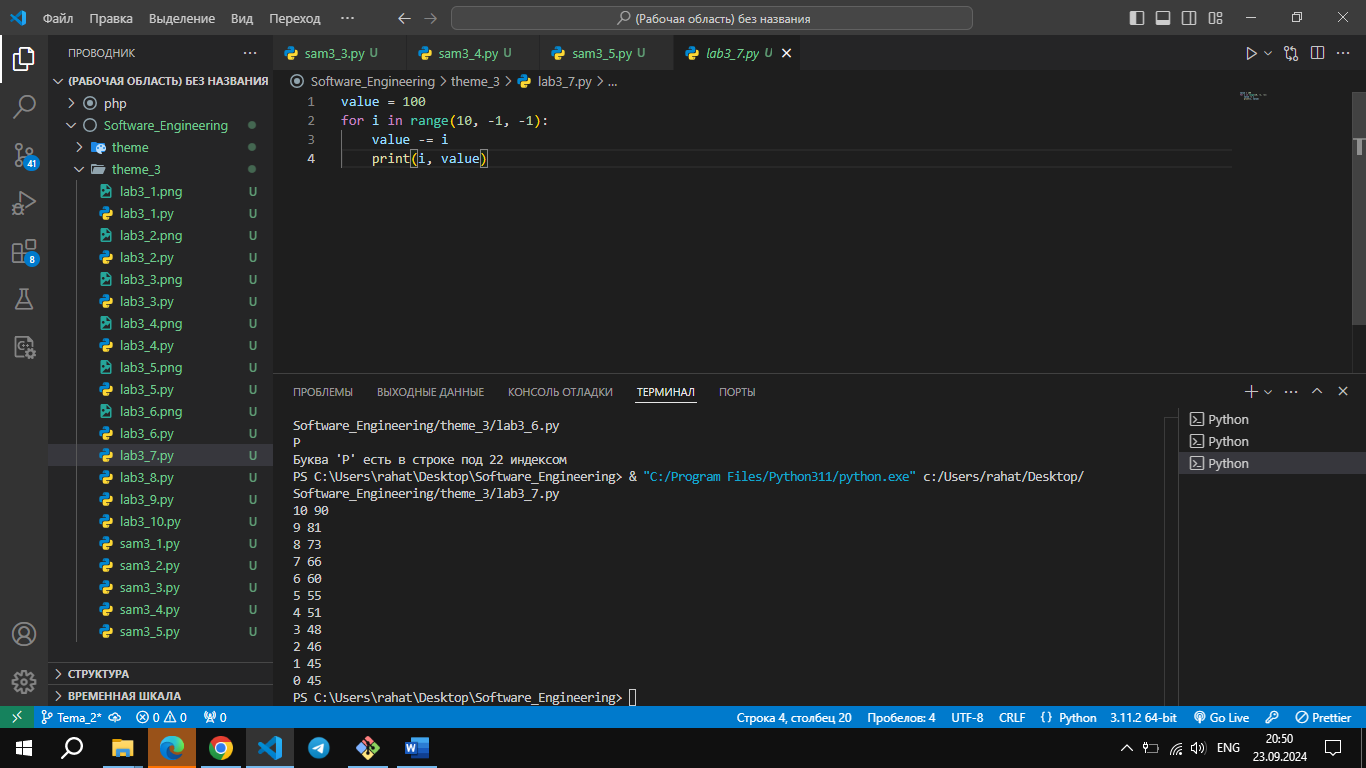 Файл Правка Выделение Вид Переход ··· (Рабочая область) без названия
ПРОВОДНИК ···
(РАБОЧАЯ ОБЛАСТЬ) БЕЗ НАЗВАНИЯ
php
Software_Engineering
theme
theme_3
lab3_1.png U
lab3_1.py U
lab3_2.png U
lab3_2.py U
lab3_3.png U
lab3_3.py U
lab3_4.png U
lab3_4.py U
lab3_5.png U
lab3_5.py U
lab3_6.png U
lab3_6.py U
lab3_7.py U
lab3_8.py U
lab3_9.py U
lab3_10.py U
sam3_1.py U
sam3_2.py U
sam3_3.py U
sam3_4.py U
sam3_5.py U
СТРУКТУРА
ВРЕМЕННАЯ ШКАЛА
41
8
sam3_3.py U sam3_4.py U sam3_5.py U lab3_7.py U
Software_Engineering > theme_3 > lab3_7.py > ...
1 value = 100
2 for i in range(10, -1, -1):
3 value -= i
4 print(i, value)
ПРОБЛЕМЫ ВЫХОДНЫЕ ДАННЫЕ КОНСОЛЬ ОТЛАДКИ ТЕРМИНАЛ ПОРТЫ
Software_Engineering/theme_3/lab3_6.py
Р
Буква 'Р' есть в строке под 22 индексом
PS C:\Users\rahat\Desktop\Software_Engineering> & "C:/Program Files/Python311/python.exe" c:/Users/rahat/Desktop/
Software_Engineering/theme_3/lab3_7.py
10 90
9 81
8 73
7 66
6 60
5 55
4 51
3 48
2 46
1 45
0 45
PS C:\Users\rahat\Desktop\Software_Engineering>
Python
Python
Python
Tema_2* 0 0 0 Строка 4, столбец 20 Пробелов: 4 UTF-8 CRLF { } Python 3.11.2 64-bit Go Live Prettier
ENG
20:50
23.09.2024